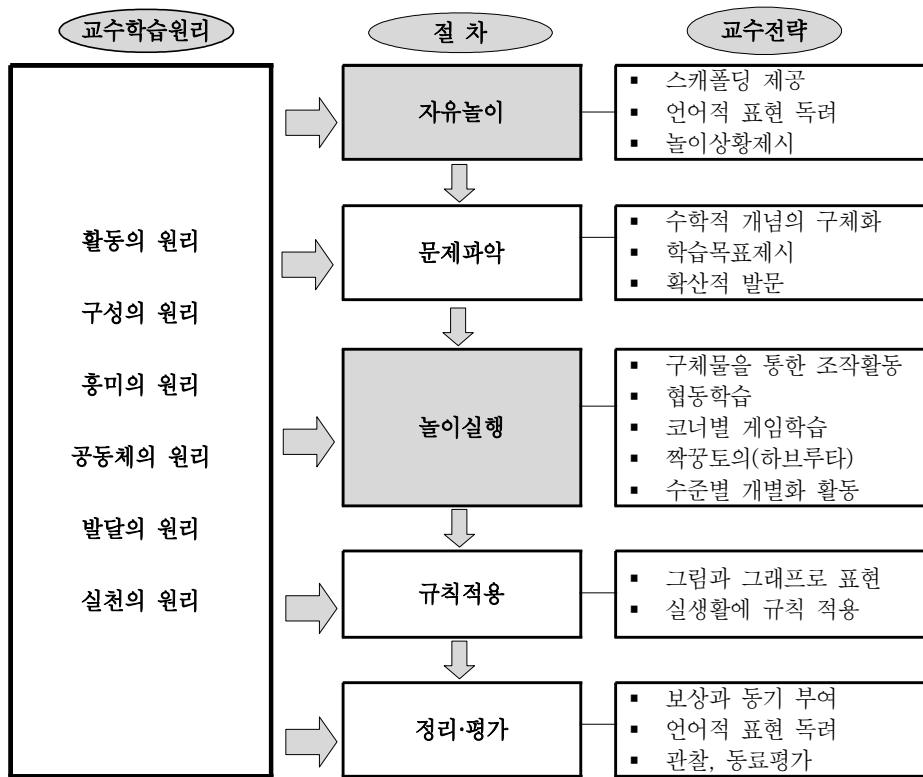 교수학습원리
절 차
교수전략
활동의 원리
구성의 원리
흥미의 원리
공동체의 원리
발달의 원리
실천의 원리
자유놀이
▪ 스캐폴딩 제공
▪ 언어적 표현 독려
▪ 놀이상황제시
문제파악
▪ 수학적 개념의 구체화
▪ 학습목표제시
▪ 확산적 발문
놀이실행
▪ 구체물을 통한 조작활동
▪ 협동학습
▪ 코너별 게임학습
▪ 짝꿍토의(하브루타)
▪ 수준별 개별화 활동
규칙적용
▪ 그림과 그래프로 표현
▪ 실생활에 규칙 적용
정리·평가
▪ 보상과 동기 부여
▪ 언어적 표현 독려
▪ 관찰, 동료평가